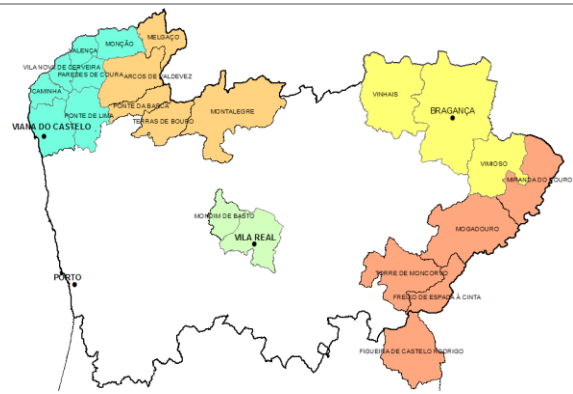 MELGAÇO
MONÇÃO
VALENÇA
VILA NOVA DE CERVEIRA
PAREDES DE COURA
ARCOS DE VALDEVEZ
CAMINHA
PONTE DA BARCA
PONTE DE LIMA
TERRAS DE BOURO
MONTALEGRE
VIANA DO CASTELO
VINHAIS
BRAGANÇA
VIMIOSO
MIRANDA DO DOURO
MOGADOURO
MONDIM DE BASTO
VILA REAL
PORTO
TORRE DE MONCORVO
FREIXO DE ESPADA À CINTA
FIGUEIRA DE CASTELO RODRIGO